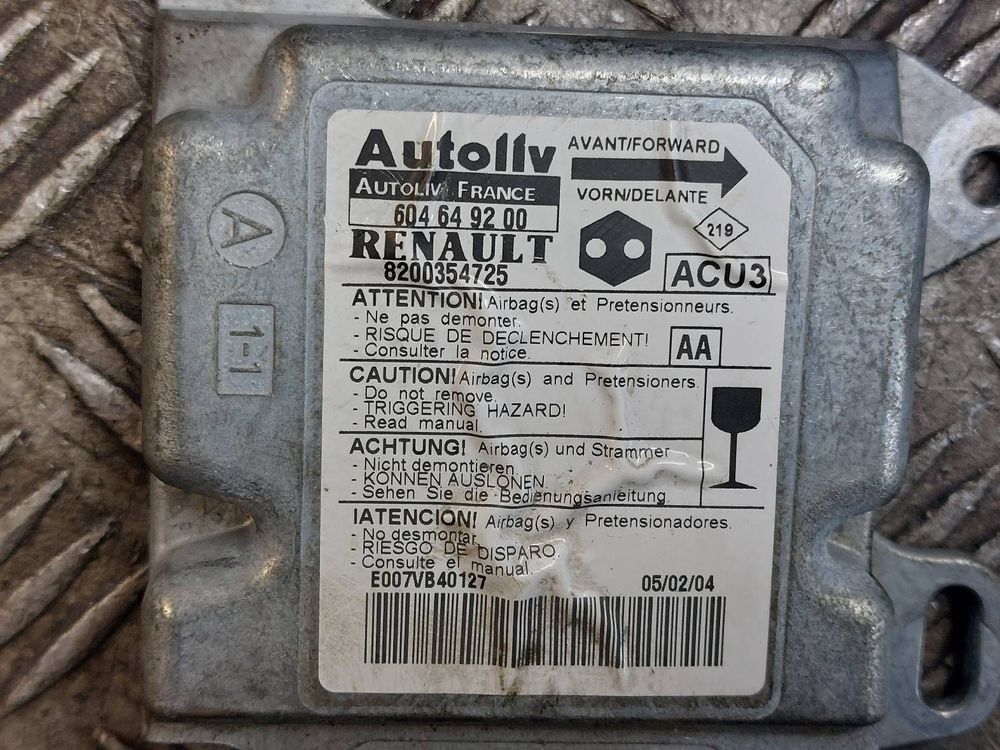 Autoliv
AUTOLIV FRANCE
604 64 92 00
RENAULT
8200354725
AVANT/FORWARD
VORN/DELANTE
219
ACU3
ATTENTION! Airbag(s) et Pretensionneurs.
- Ne pas demonter.
- RISQUE DE DECLENCHEMENT!
- Consulter la notice.
AA
CAUTION! Airbag(s) and Pretensioners.
- Do not remove.
- TRIGGERING HAZARD!
- Read manual.
ACHTUNG! Airbag(s) und Strammer
- Nicht demontieren.
- KONNEN AUSLONEN.
- Sehen Sie die Bedienungsanleitung.
IATENCION! Airbag(s) y Pretensionadores.
- No desmontar.
- RIESGO DE DISPARO.
- Consulte el manual.
E007VB40127 05/02/04
A
1-1